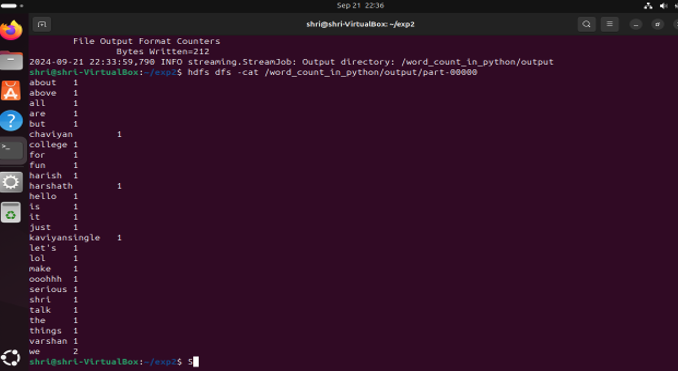 Sep 21 22:36
shri@shri-VirtualBox: ~/exp2
File Output Format Counters
Bytes Written=212
2024-09-21 22:33:59,790 INFO streaming.StreamJob: Output directory: /word_count_in_python/output
shri@shri-VirtualBox:~/exp2$ hdfs dfs -cat /word_count_in_python/output/part-00000
about 1
above 1
all 1
are 1
but 1
chaviyan 1
college 1
for 1
fun 1
harish 1
harshath 1
hello 1
is 1
it 1
just 1
kaviyansingle 1
let's 1
lol 1
make 1
ooohhh 1
serious 1
shri 1
talk 1
the 1
things 1
varshan 1
we 2
shri@shri-VirtualBox:~/exp2$ S